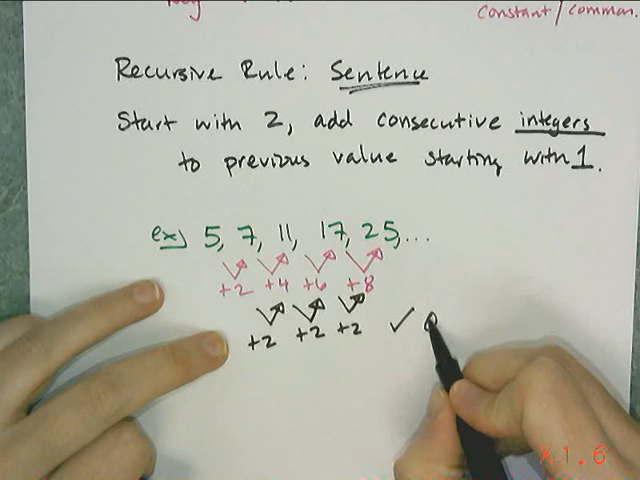 Key
constant/common
Recursive Rule: Sentence
Start with 2, add consecutive integers
to previous value starting with 1.
ex) 5, 7, 11, 17, 25, ...
+2 +4 +6 +8
+2 +2 +2 ✓
×1.6